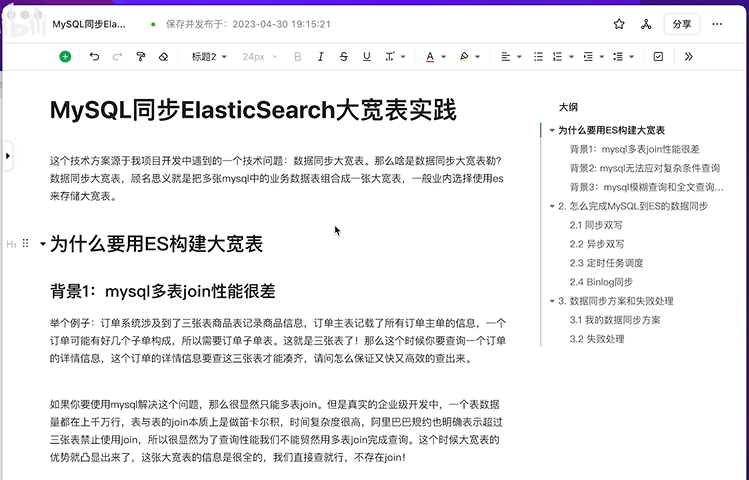 MySQL同步Ela...
保存并发布于：2023-04-30 19:15:21
分享
标题2
24px
B I S U T A
MySQL同步ElasticSearch大宽表实践
这个技术方案源于我项目开发中遇到的一个技术问题：数据同步大宽表。那么啥是数据同步大宽表勒？
数据同步大宽表，顾名思义就是把多张mysql中的业务数据表组合成一张大宽表，一般业内选择使用es
来存储大宽表。
H1
为什么要用ES构建大宽表
背景1：mysql多表join性能很差
举个例子：订单系统涉及到了三张表商品表记录商品信息，订单主表记载了所有订单主单的信息，一个
订单可能有好几个子单构成，所以需要订单子单表。这就是三张表了！那么这个时候你要查询一个订单
的详情信息，这个订单的详情信息要查这三张表才能凑齐，请问怎么保证又快又高效的查出来。
如果你要使用mysql解决这个问题，那么很显然只能多表join。但是真实的企业级开发中，一个表数据
量都在上千万行，表与表的join本质上是做笛卡尔积，时间复杂度很高，阿里巴巴规约也明确表示超过
三张表禁止使用join，所以很显然为了查询性能我们不能贸然用多表join完成查询。这个时候大宽表的
优势就凸显出来了，这张大宽表的信息是很全的，我们直接查就行，不存在join！
大纲
为什么要用ES构建大宽表
背景1：mysql多表join性能很差
背景2: mysql无法应对复杂条件查询
背景3：mysql模糊查询和全文查询...
2. 怎么完成MySQL到ES的数据同步
2.1 同步双写
2.2 异步双写
2.3 定时任务调度
2.4 Binlog同步
3. 数据同步方案和失败处理
3.1 我的数据同步方案
3.2 失败处理